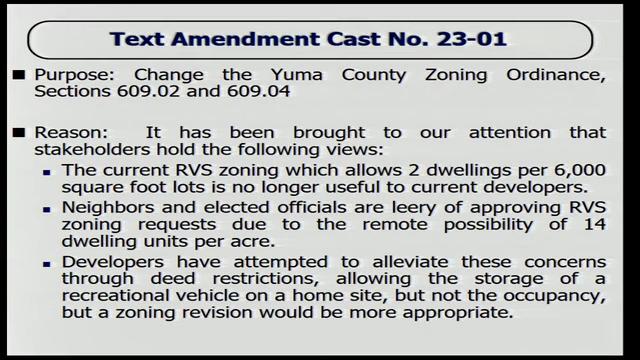 Text Amendment Cast No. 23-01
Purpose: Change the Yuma County Zoning Ordinance,
Sections 609.02 and 609.04
Reason: It has been brought to our attention that
stakeholders hold the following views:
The current RVS zoning which allows 2 dwellings per 6,000
square foot lots is no longer useful to current developers.
Neighbors and elected officials are leery of approving RVS
zoning requests due to the remote possibility of 14
dwelling units per acre.
Developers have attempted to alleviate these concerns
through deed restrictions, allowing the storage of a
recreational vehicle on a home site, but not the occupancy,
but a zoning revision would be more appropriate.